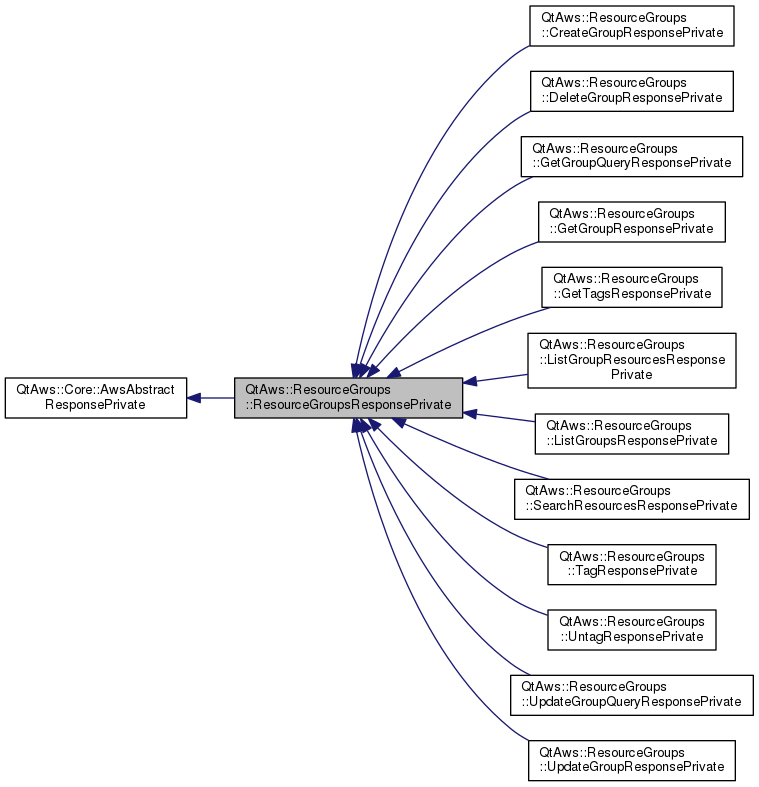 QtAws::ResourceGroups
::CreateGroupResponsePrivate
QtAws::ResourceGroups
::DeleteGroupResponsePrivate
QtAws::ResourceGroups
::GetGroupQueryResponsePrivate
QtAws::ResourceGroups
::GetGroupResponsePrivate
QtAws::ResourceGroups
::GetTagsResponsePrivate
QtAws::ResourceGroups
::ListGroupResourcesResponse
Private
QtAws::Core::AwsAbstract
ResponsePrivate
QtAws::ResourceGroups
::ResourceGroupsResponsePrivate
QtAws::ResourceGroups
::ListGroupsResponsePrivate
QtAws::ResourceGroups
::SearchResourcesResponsePrivate
QtAws::ResourceGroups
::TagResponsePrivate
QtAws::ResourceGroups
::UntagResponsePrivate
QtAws::ResourceGroups
::UpdateGroupQueryResponsePrivate
QtAws::ResourceGroups
::UpdateGroupResponsePrivate